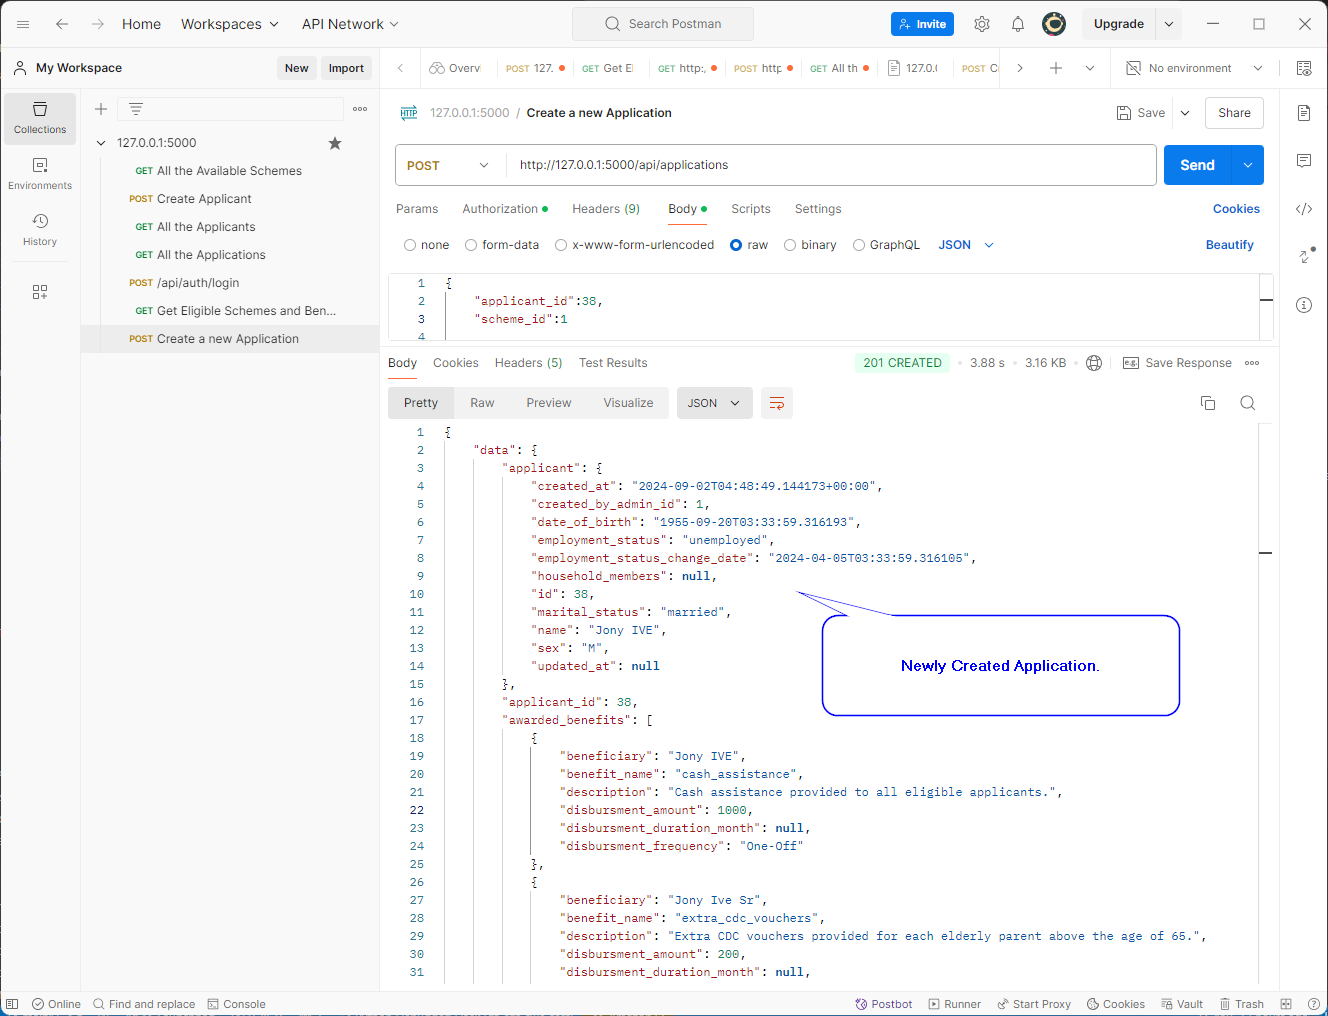 Home Workspaces API Network Search Postman Invite Upgrade
My Workspace New Import Overvi POST 127. GET Get El GET http:, POST http GET All th 127.0.( POST C No environment
Collections
Environments
History
127.0.0.1:5000
GET All the Available Schemes
POST Create Applicant
GET All the Applicants
GET All the Applications
POST /api/auth/login
GET Get Eligible Schemes and Ben...
POST Create a new Application
HTTP 127.0.0.1:5000 / Create a new Application Save Share
POST http://127.0.0.1:5000/api/applications Send
Params Authorization Headers (9) Body Scripts Settings Cookies
none form-data x-www-form-urlencoded raw binary GraphQL JSON Beautify
1 {
2 "applicant_id":38,
3 "scheme_id":1
4
Body Cookies Headers (5) Test Results 201 CREATED 3.88 s 3.16 KB e.g. Save Response
Pretty Raw Preview Visualize JSON
1 {
2 "data": {
3 "applicant": {
4 "created_at": "2024-09-02T04:48:49.144173+00:00",
5 "created_by_admin_id": 1,
6 "date_of_birth": "1955-09-20T03:33:59.316193",
7 "employment_status": "unemployed",
8 "employment_status_change_date": "2024-04-05T03:33:59.316105",
9 "household_members": null,
10 "id": 38,
11 "marital_status": "married",
12 "name": "Jony IVE",
13 "sex": "M",
14 "updated_at": null
15 },
16 "applicant_id": 38,
17 "awarded_benefits": [
18 {
19 "beneficiary": "Jony IVE",
20 "benefit_name": "cash_assistance",
21 "description": "Cash assistance provided to all eligible applicants.",
22 "disbursment_amount": 1000,
23 "disbursment_duration_month": null,
24 "disbursment_frequency": "One-Off"
25 },
26 {
27 "beneficiary": "Jony Ive Sr",
28 "benefit_name": "extra_cdc_vouchers",
29 "description": "Extra CDC vouchers provided for each elderly parent above the age of 65.",
30 "disbursment_amount": 200,
31 "disbursment_duration_month": null,
Newly Created Application.
Online Find and replace Console Postbot Runner Start Proxy Cookies Vault Trash